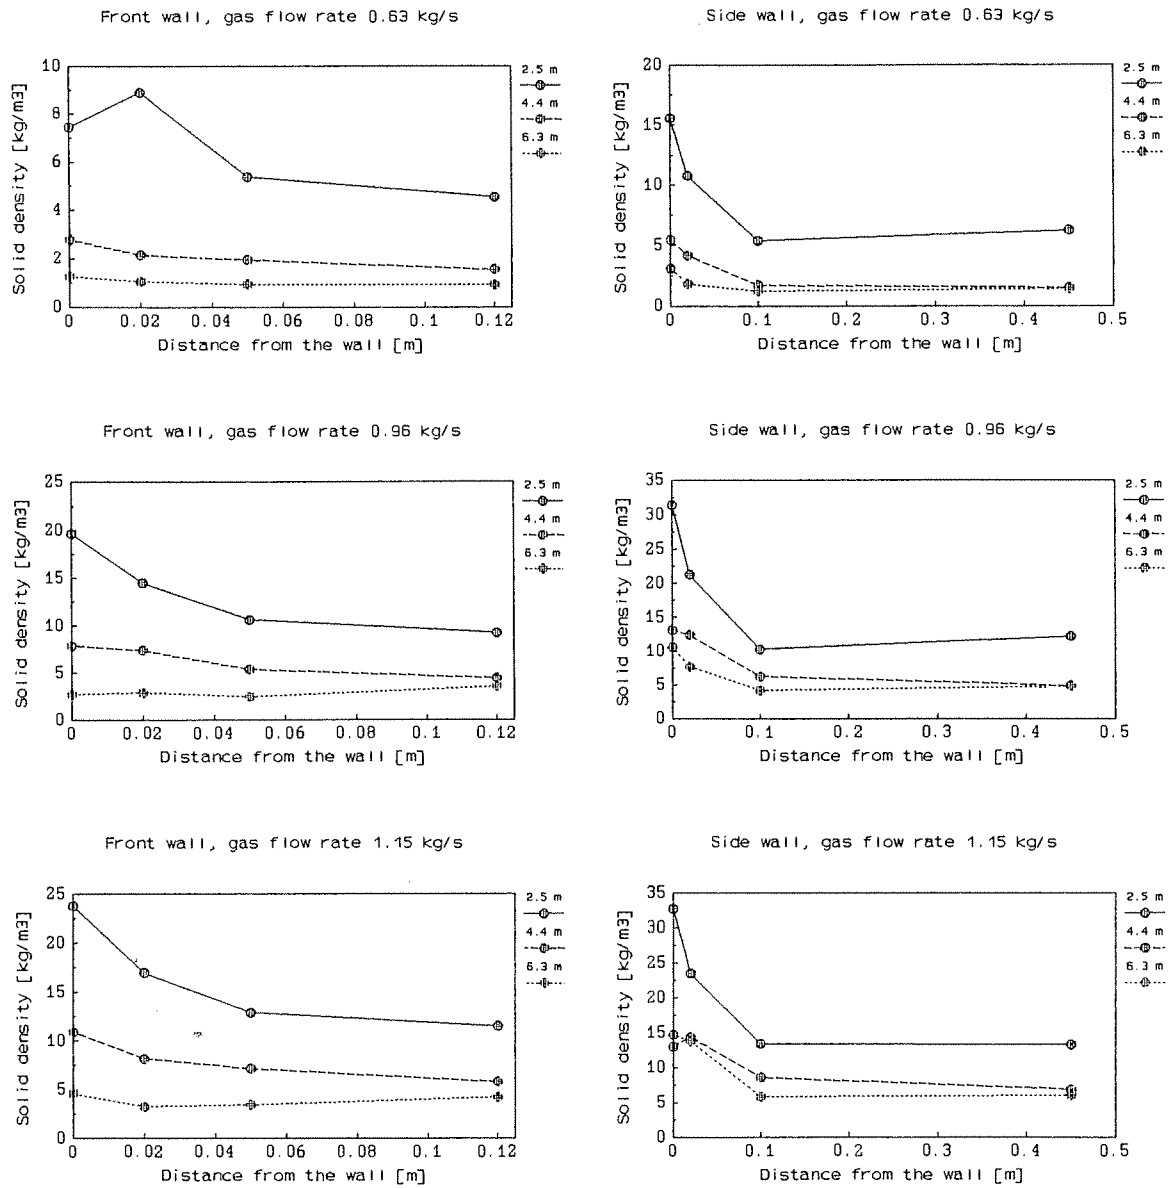 Front wall, gas flow rate 0.63 kg/s
10
8
6
4
2
0
Solid density [kg/m3]
0 0.02 0.04 0.06 0.08 0.1 0.12
Distance from the wall [m]
2.5 m
4.4 m
6.3 m
Side wall, gas flow rate 0.63 kg/s
20
15
10
5
0
Solid density [kg/m3]
0 0.1 0.2 0.3 0.4 0.5
Distance from the wall [m]
2.5 m
4.4 m
6.3 m
Front wall, gas flow rate 0.96 kg/s
25
20
15
10
5
0
Solid density [kg/m3]
0 0.02 0.04 0.06 0.08 0.1 0.12
Distance from the wall [m]
2.5 m
4.4 m
6.3 m
Side wall, gas flow rate 0.96 kg/s
35
30
25
20
15
10
5
0
Solid density [kg/m3]
0 0.1 0.2 0.3 0.4 0.5
Distance from the wall [m]
2.5 m
4.4 m
6.3 m
Front wall, gas flow rate 1.15 kg/s
25
20
15
10
5
0
Solid density [kg/m3]
0 0.02 0.04 0.06 0.08 0.1 0.12
Distance from the wall [m]
2.5 m
4.4 m
6.3 m
Side wall, gas flow rate 1.15 kg/s
35
30
25
20
15
10
5
0
Solid density [kg/m3]
0 0.1 0.2 0.3 0.4 0.5
Distance from the wall [m]
2.5 m
4.4 m
6.3 m